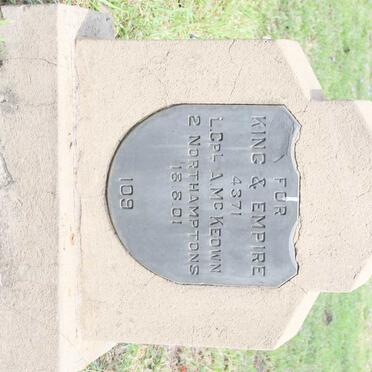 FOR
KING & EMPIRE
4371
L.CPL A.MCKEOWN
2 NORTHAMPTONS
18·8·01
109